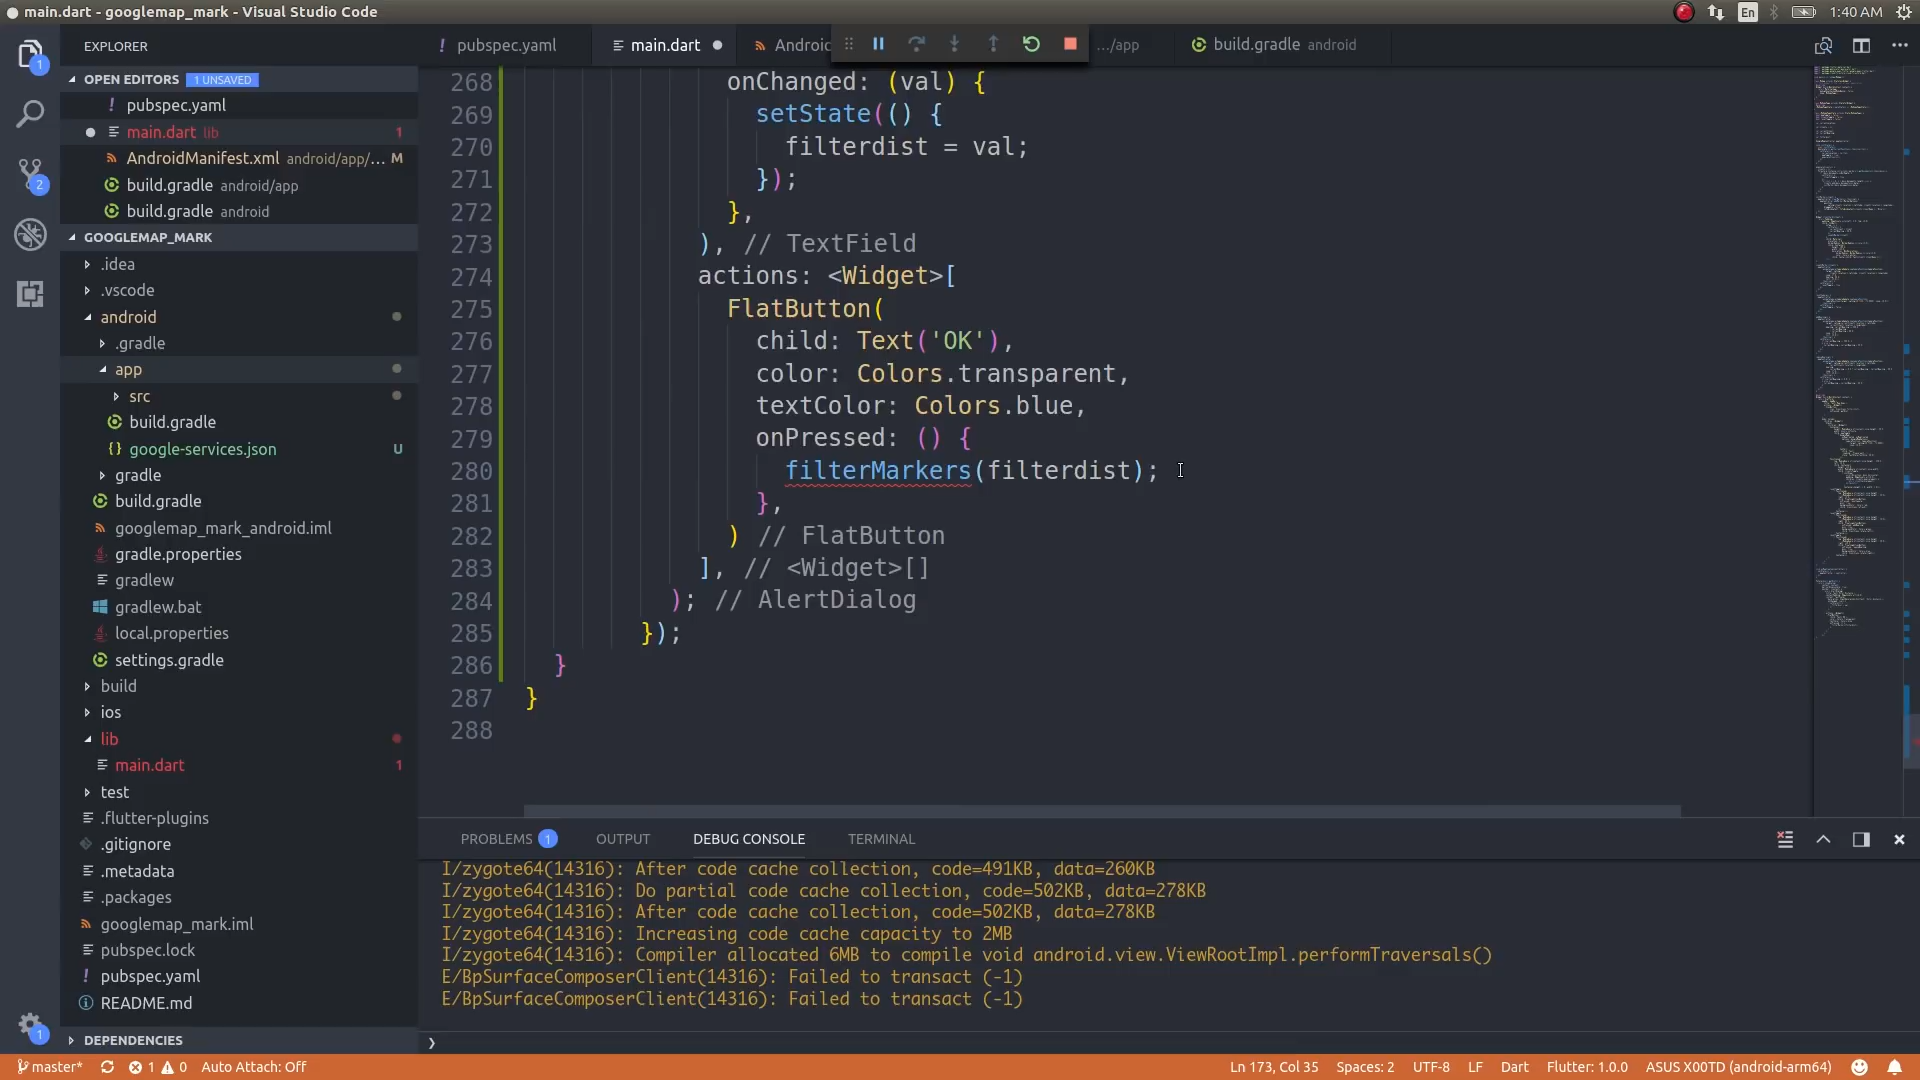 main.dart - googlemap_mark - Visual Studio Code
En
1:40 AM
EXPLORER
pubspec.yaml
main.dart
Android
.../app
build.gradle android
OPEN EDITORS 1 UNSAVED
! pubspec.yaml
main.dart lib 1
AndroidManifest.xml android/app/... M
build.gradle android/app
build.gradle android
GOOGLEMAP_MARK
.idea
.vscode
android
.gradle
app
src
build.gradle
{} google-services.json U
gradle
build.gradle
googlemap_mark_android.iml
gradle.properties
gradlew
gradlew.bat
local.properties
settings.gradle
build
ios
lib
main.dart 1
test
.flutter-plugins
.gitignore
.metadata
.packages
googlemap_mark.iml
pubspec.lock
! pubspec.yaml
README.md
DEPENDENCIES
1
2
1
268 onChanged: (val) {
269 setState(() {
270 filterdist = val;
271 });
272 },
273 ), // TextField
274 actions: <Widget>[
275 FlatButton(
276 child: Text('OK'),
277 color: Colors.transparent,
278 textColor: Colors.blue,
279 onPressed: () {
280 filterMarkers(filterdist);
281 },
282 ) // FlatButton
283 ], // <Widget>[]
284 ); // AlertDialog
285 });
286 }
287 }
288
PROBLEMS 1 OUTPUT DEBUG CONSOLE TERMINAL
I/zygote64(14316): After code cache collection, code=491KB, data=260KB
I/zygote64(14316): Do partial code cache collection, code=502KB, data=278KB
I/zygote64(14316): After code cache collection, code=502KB, data=278KB
I/zygote64(14316): Increasing code cache capacity to 2MB
I/zygote64(14316): Compiler allocated 6MB to compile void android.view.ViewRootImpl.performTraversals()
E/BpSurfaceComposerClient(14316): Failed to transact (-1)
E/BpSurfaceComposerClient(14316): Failed to transact (-1)
master* 1 0 Auto Attach: Off
Ln 173, Col 35 Spaces: 2 UTF-8 LF Dart Flutter: 1.0.0 ASUS X00TD (android-arm64)